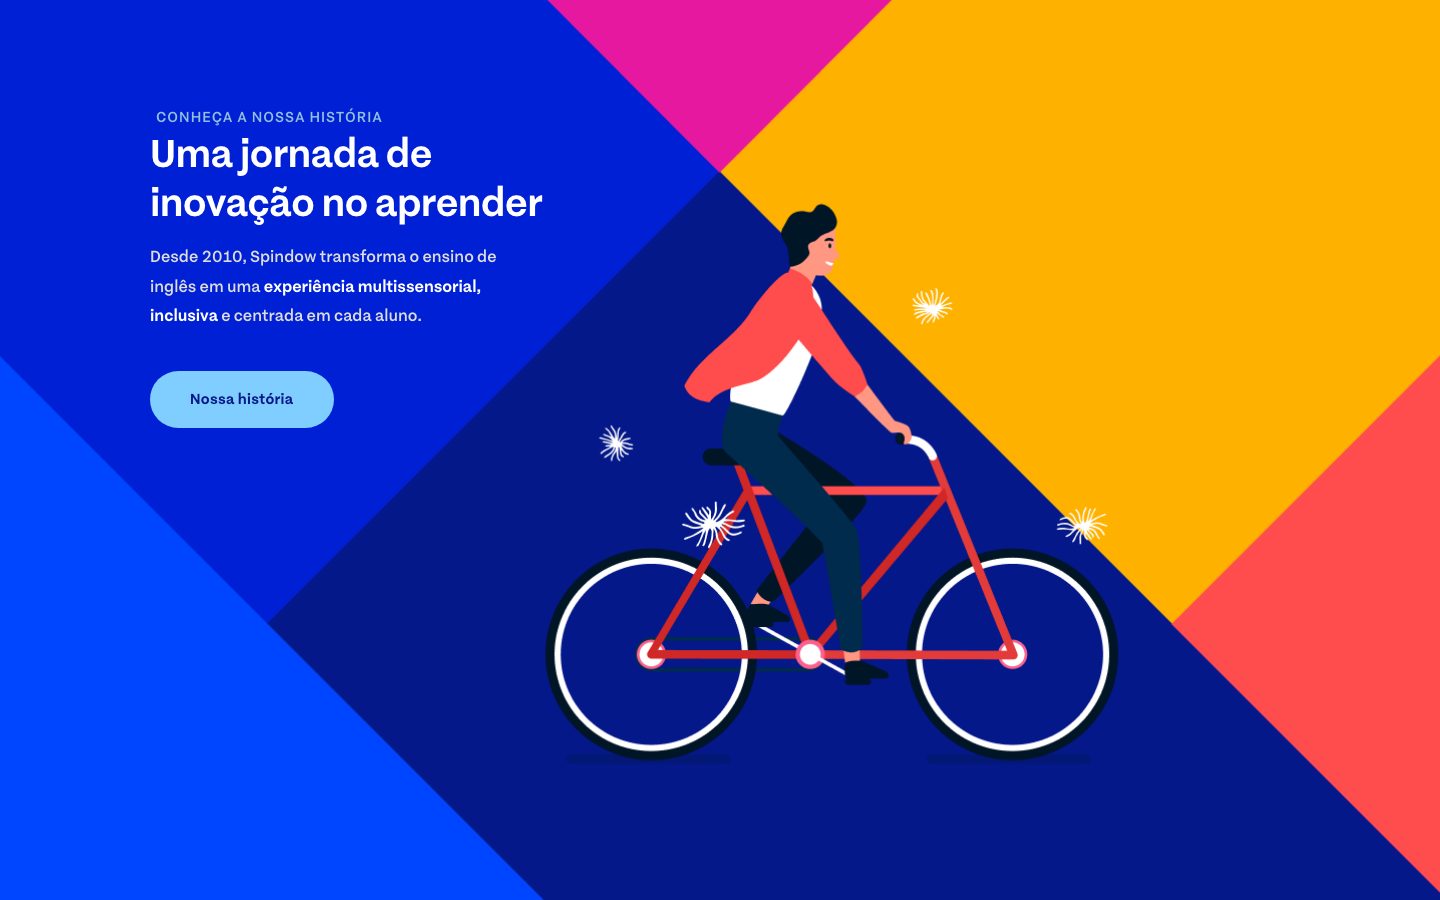 CONHEÇA A NOSSA HISTÓRIA
Uma jornada de
inovação no aprender
Desde 2010, Spindow transforma o ensino de
inglês em uma experiência multissensorial,
inclusiva e centrada em cada aluno.
Nossa história